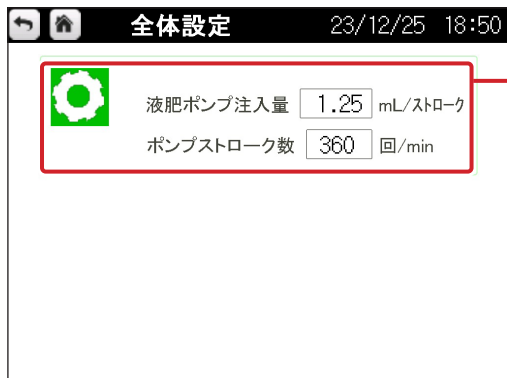 全体設定 23/12/25 18:50
液肥ポンプ注入量 1.25 mL/ストローク
ポンプストローク数 360 回/min